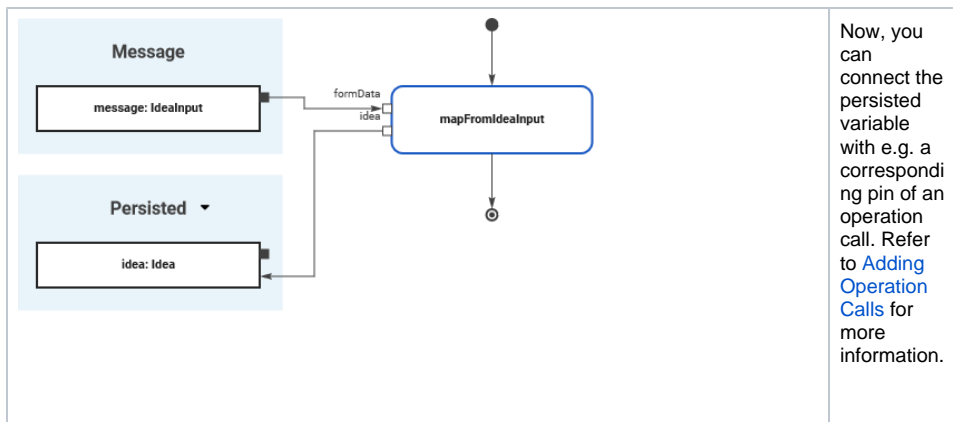 Message
message: IdeaInput
formData
idea
mapFromIdeaInput
Persisted
idea: Idea
Now, you
can
connect the
persisted
variable
with e.g. a
correspondi
ng pin of an
operation
call. Refer
to Adding
Operation
Calls for
more
information.